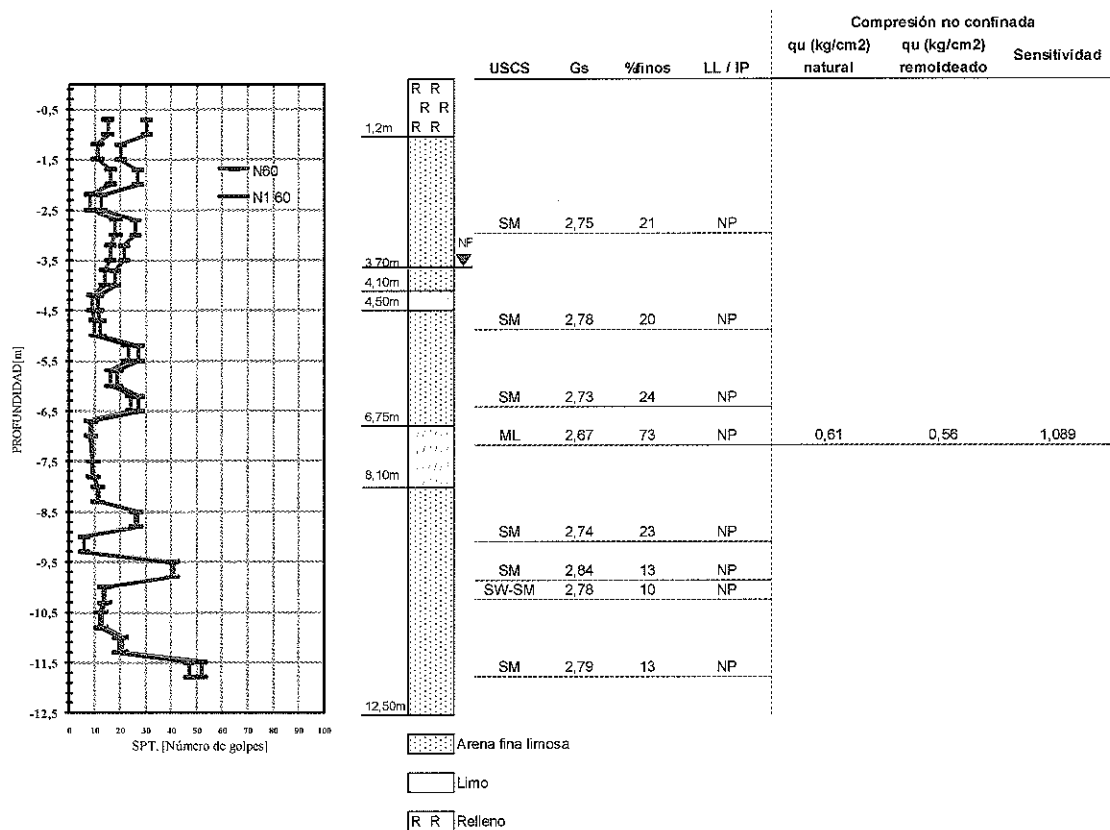 Compresión no confinada
qu (kg/cm2) qu (kg/cm2) Sensitividad
USCS Gs %finos LL / IP natural remoldeado
R R
R R
R R
1,2m
-0,5
-1,5
-2,5
-3,5
-4,5
-5,5
-6,5
-7,5
-8,5
-9,5
-10,5
-11,5
-12,5
PROFUNDIDAD[m]
N60
N1 60
0 10 20 30 40 50 60 70 80 90 100
SPT. [Número de golpes]
SM 2,75 21 NP
NF
3.70m
4,10m
4,50m
SM 2,78 20 NP
SM 2,73 24 NP
6,75m
ML 2,67 73 NP 0,61 0,56 1,089
8,10m
SM 2,74 23 NP
SM 2,84 13 NP
SW-SM 2,78 10 NP
SM 2,79 13 NP
12,50m
Arena fina limosa
Limo
R R Relleno